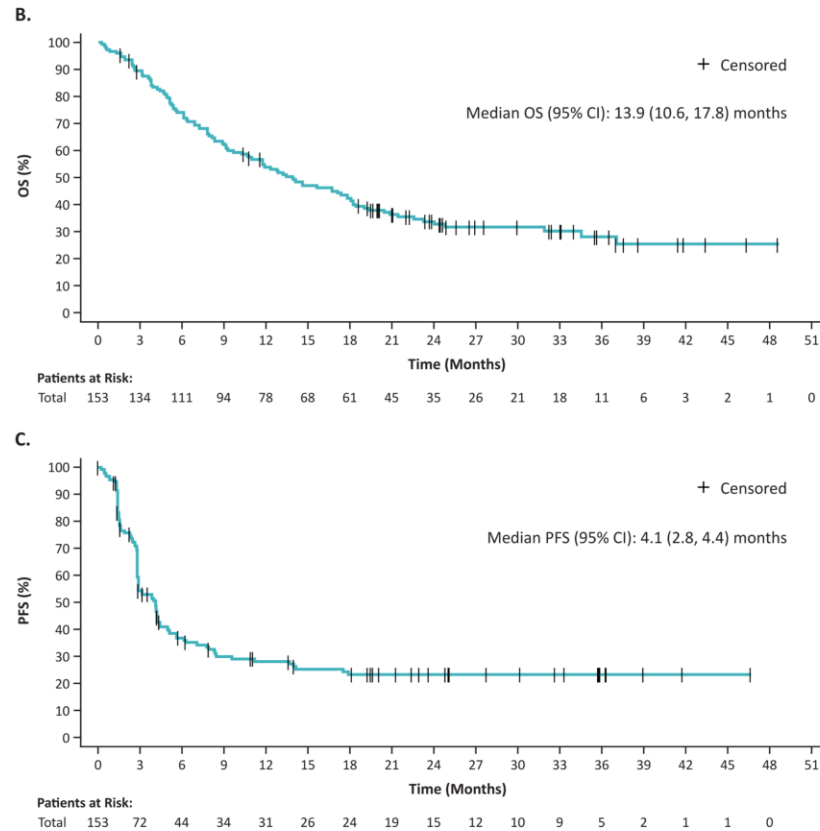 B.
100
90
80
70
60
50
40
30
20
10
0
OS (%)
+ Censored
Median OS (95% CI): 13.9 (10.6, 17.8) months
0 3 6 9 12 15 18 21 24 27 30 33 36 39 42 45 48 51
Time (Months)
Patients at Risk:
Total 153 134 111 94 78 68 61 45 35 26 21 18 11 6 3 2 1 0
C.
100
90
80
70
60
50
40
30
20
10
0
PFS (%)
+ Censored
Median PFS (95% CI): 4.1 (2.8, 4.4) months
0 3 6 9 12 15 18 21 24 27 30 33 36 39 42 45 48 51
Time (Months)
Patients at Risk:
Total 153 72 44 34 31 26 24 19 15 12 10 9 5 2 1 1 0